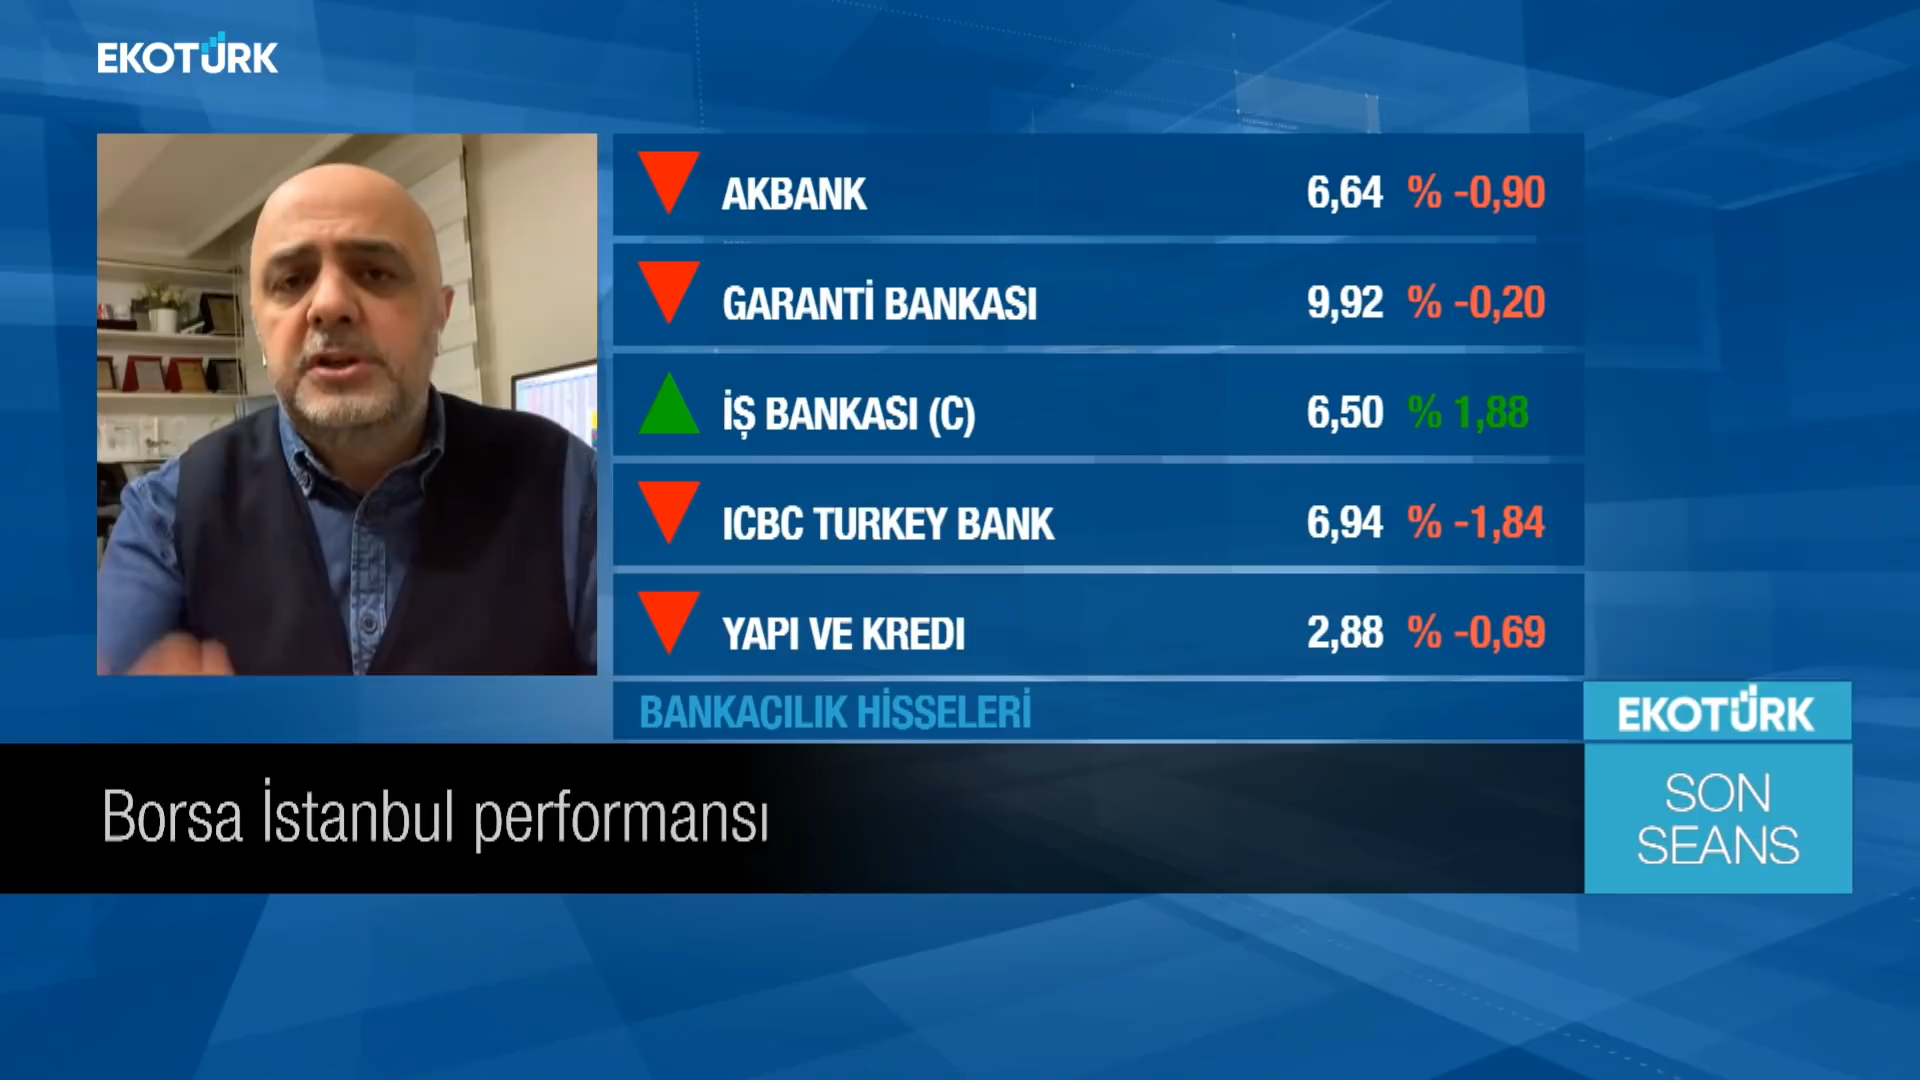 EKOTÜRK
AKBANK 6,64 % -0,90
GARANTİ BANKASI 9,92 % -0,20
İŞ BANKASI (C) 6,50 % 1,88
ICBC TURKEY BANK 6,94 % -1,84
YAPI VE KREDI 2,88 % -0,69
BANKACILIK HİSSELERİ
EKOTÜRK
Borsa İstanbul performansı
SON
SEANS